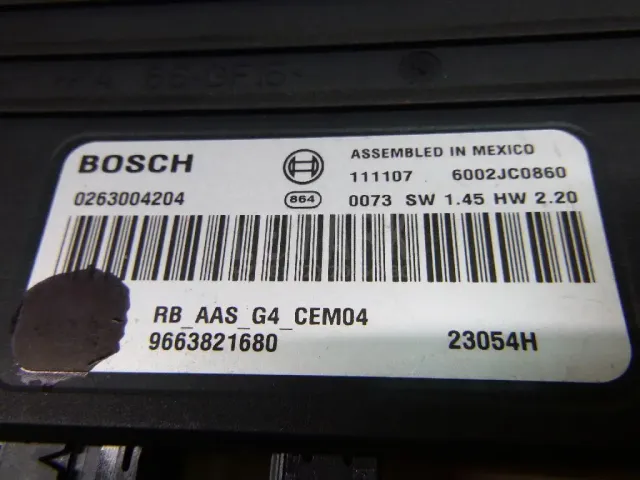 BOSCH
ASSEMBLED IN MEXICO
111107 6002JC0860
0263004204
864
0073 SW 1.45 HW 2.20
RB_AAS_G4_CEM04
9663821680
23054H